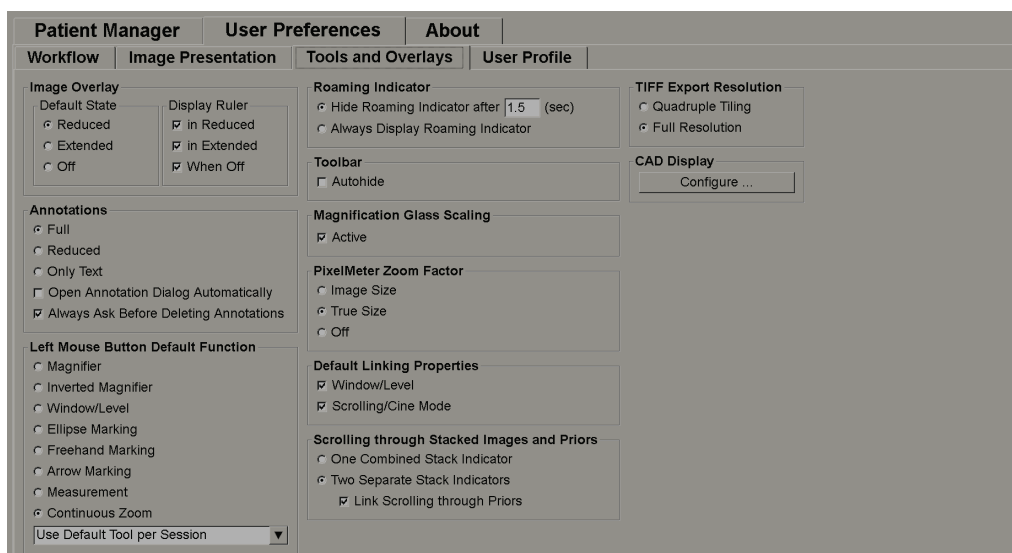 Patient Manager User Preferences About
Workflow Image Presentation Tools and Overlays User Profile
Image Overlay
Default State
Reduced
Extended
Off
Display Ruler
in Reduced
in Extended
When Off
Annotations
Full
Reduced
Only Text
Open Annotation Dialog Automatically
Always Ask Before Deleting Annotations
Left Mouse Button Default Function
Magnifier
Inverted Magnifier
Window/Level
Ellipse Marking
Freehand Marking
Arrow Marking
Measurement
Continuous Zoom
Use Default Tool per Session
Roaming Indicator
Hide Roaming Indicator after 1.5 (sec)
Always Display Roaming Indicator
Toolbar
Autohide
Magnification Glass Scaling
Active
PixelMeter Zoom Factor
Image Size
True Size
Off
Default Linking Properties
Window/Level
Scrolling/Cine Mode
Scrolling through Stacked Images and Priors
One Combined Stack Indicator
Two Separate Stack Indicators
Link Scrolling through Priors
TIFF Export Resolution
Quadruple Tiling
Full Resolution
CAD Display
Configure ...